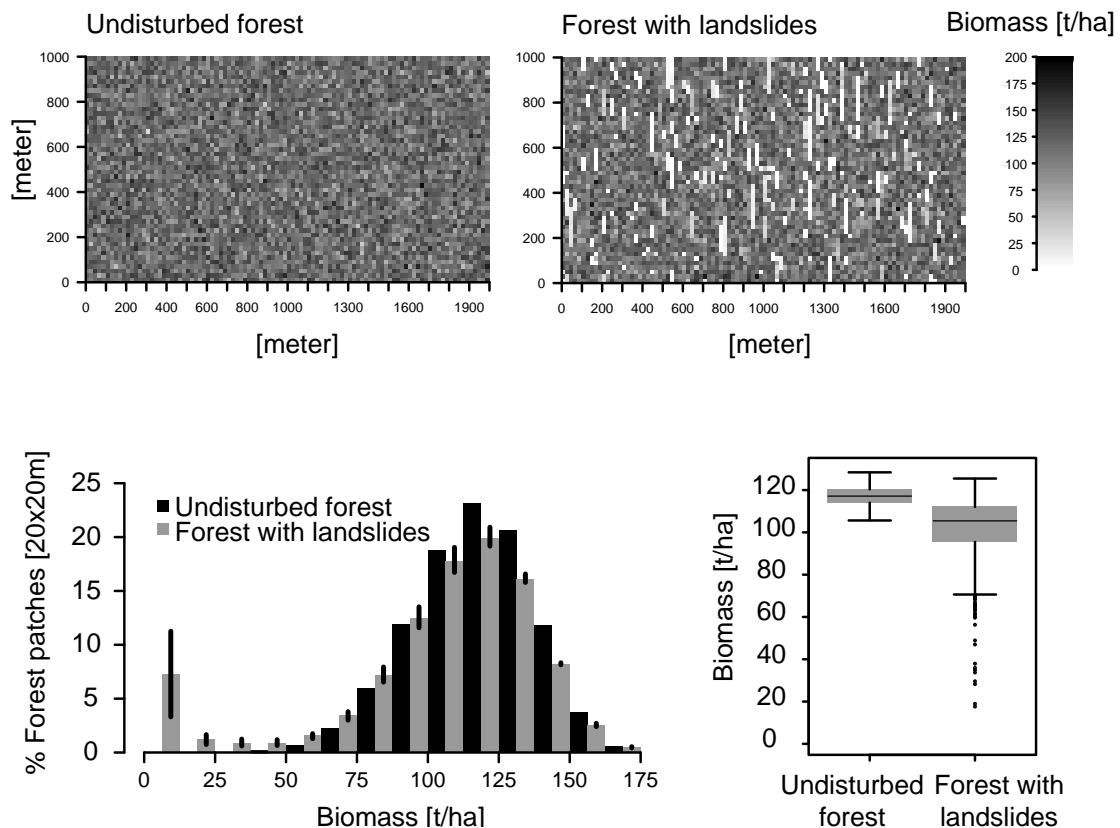 Undisturbed forest
Forest with landslides
Biomass [t/ha]
1000
800
600
400
200
0
[meter]
0 200 400 600 800 1000 1300 1600 1900
[meter]
1000
800
600
400
200
0
0 200 400 600 800 1000 1300 1600 1900
[meter]
200
175
150
125
100
75
50
25
0
25
20
15
10
5
0
% Forest patches [20x20m]
Undisturbed forest
Forest with landslides
0 25 50 75 100 125 150 175
Biomass [t/ha]
120
100
80
60
40
20
0
Biomass [t/ha]
Undisturbed forest
Forest with landslides